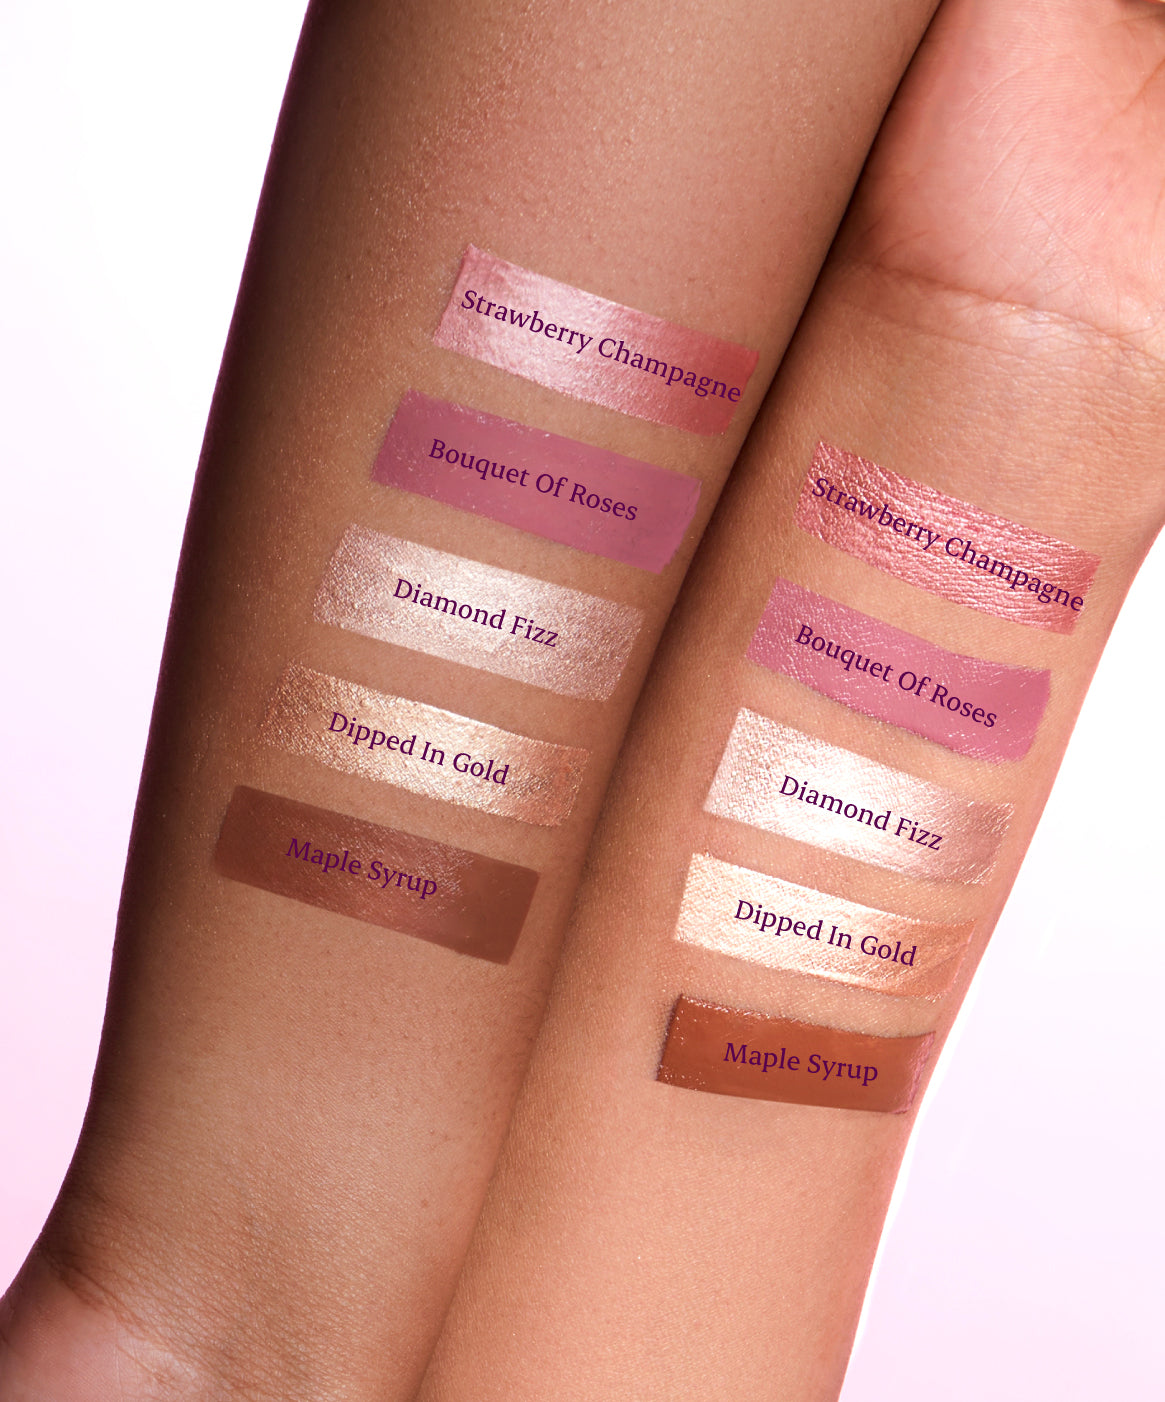 Strawberry Champagne
Bouquet Of Roses
Diamond Fizz
Dipped In Gold
Maple Syrup
Strawberry Champagne
Bouquet Of Roses
Diamond Fizz
Dipped In Gold
Maple Syrup